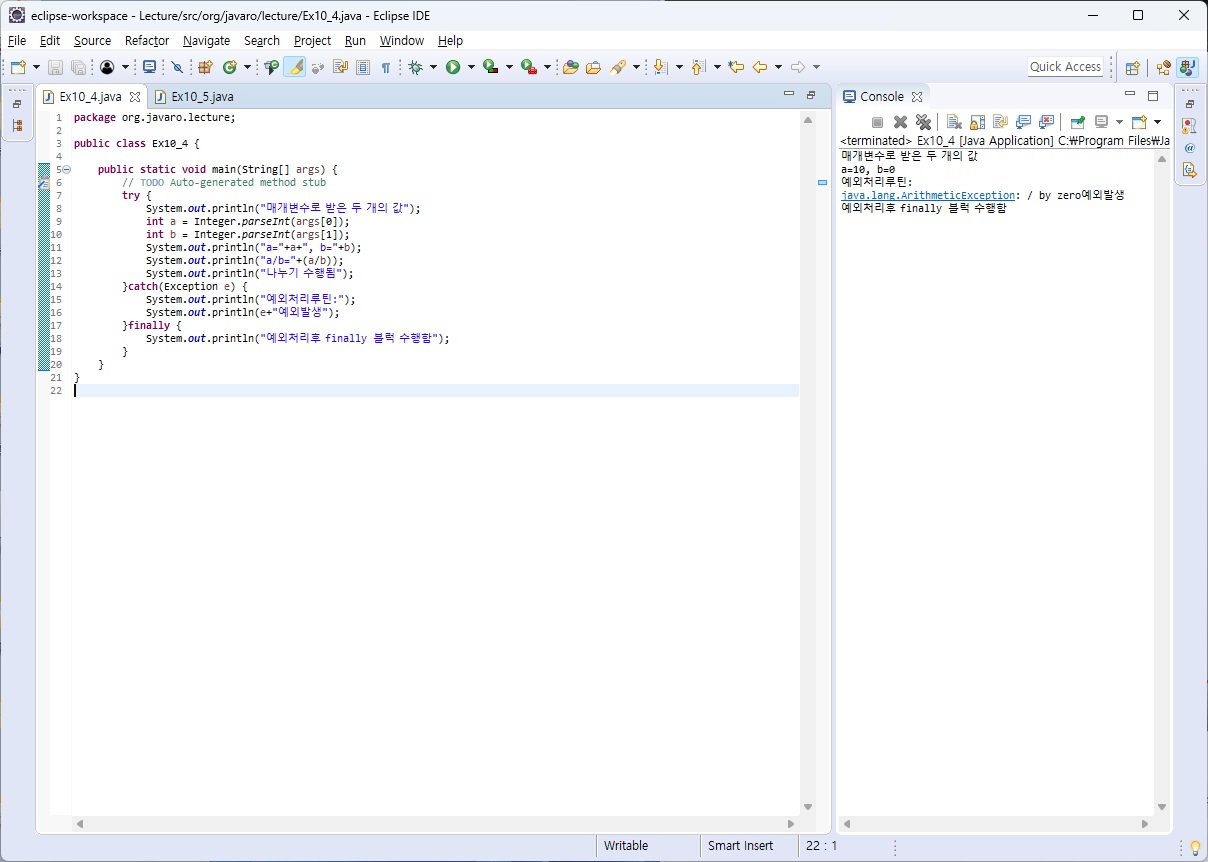 eclipse-workspace - Lecture/src/org/javaro/lecture/Ex10_4.java - Eclipse IDE
File Edit Source Refactor Navigate Search Project Run Window Help
Quick Access
Ex10_4.java Ex10_5.java
1 package org.javaro.lecture;
2
3 public class Ex10_4 {
4
5 public static void main(String[] args) {
6 // TODO Auto-generated method stub
7 try {
8 System.out.println("매개변수로 받은 두 개의 값");
9 int a = Integer.parseInt(args[0]);
10 int b = Integer.parseInt(args[1]);
11 System.out.println("a="+a+", b="+b);
12 System.out.println("a/b="+(a/b));
13 System.out.println("나누기 수행됨");
14 }catch(Exception e) {
15 System.out.println("예외처리루틴:");
16 System.out.println(e+"예외발생");
17 }finally {
18 System.out.println("예외처리후 finally 블럭 수행함");
19 }
20 }
21 }
22
Console
<terminated> Ex10_4 [Java Application] C:₩Program Files₩Ja
매개변수로 받은 두 개의 값
a=10, b=0
예외처리루틴:
java.lang.ArithmeticException: / by zero예외발생
예외처리후 finally 블럭 수행함
Writable Smart Insert 22 : 1